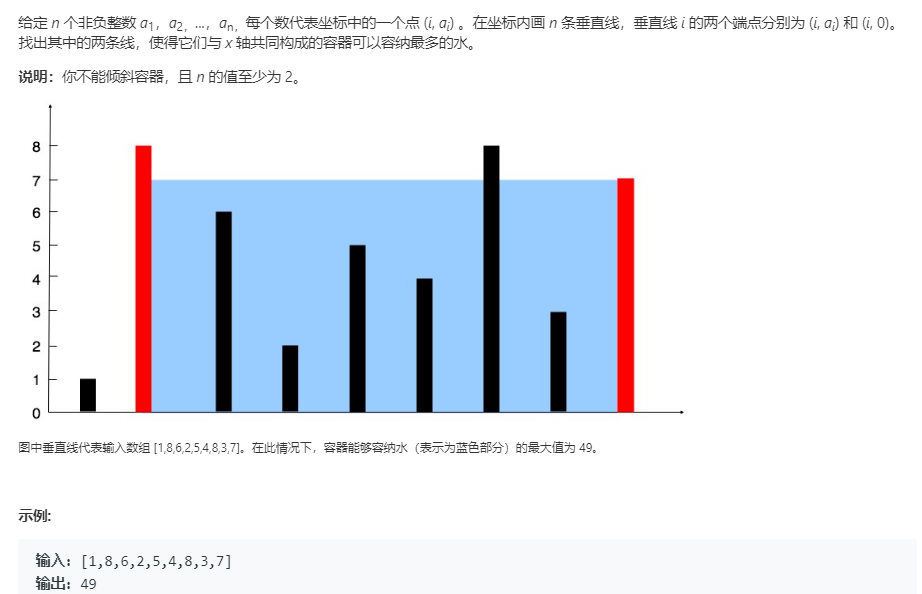 给定 n 个非负整数 a1，a2，...，an，每个数代表坐标中的一个点 (i, ai) 。在坐标内画 n 条垂直线，垂直线 i 的两个端点分别为 (i, ai) 和 (i, 0)。
找出其中的两条线，使得它们与 x 轴共同构成的容器可以容纳最多的水。
说明：你不能倾斜容器，且 n 的值至少为 2。
8
7
6
5
4
3
2
1
0
图中垂直线代表输入数组 [1,8,6,2,5,4,8,3,7]。在此情况下，容器能够容纳水（表示为蓝色部分）的最大值为 49。
示例:
输入: [1,8,6,2,5,4,8,3,7]
输出: 49